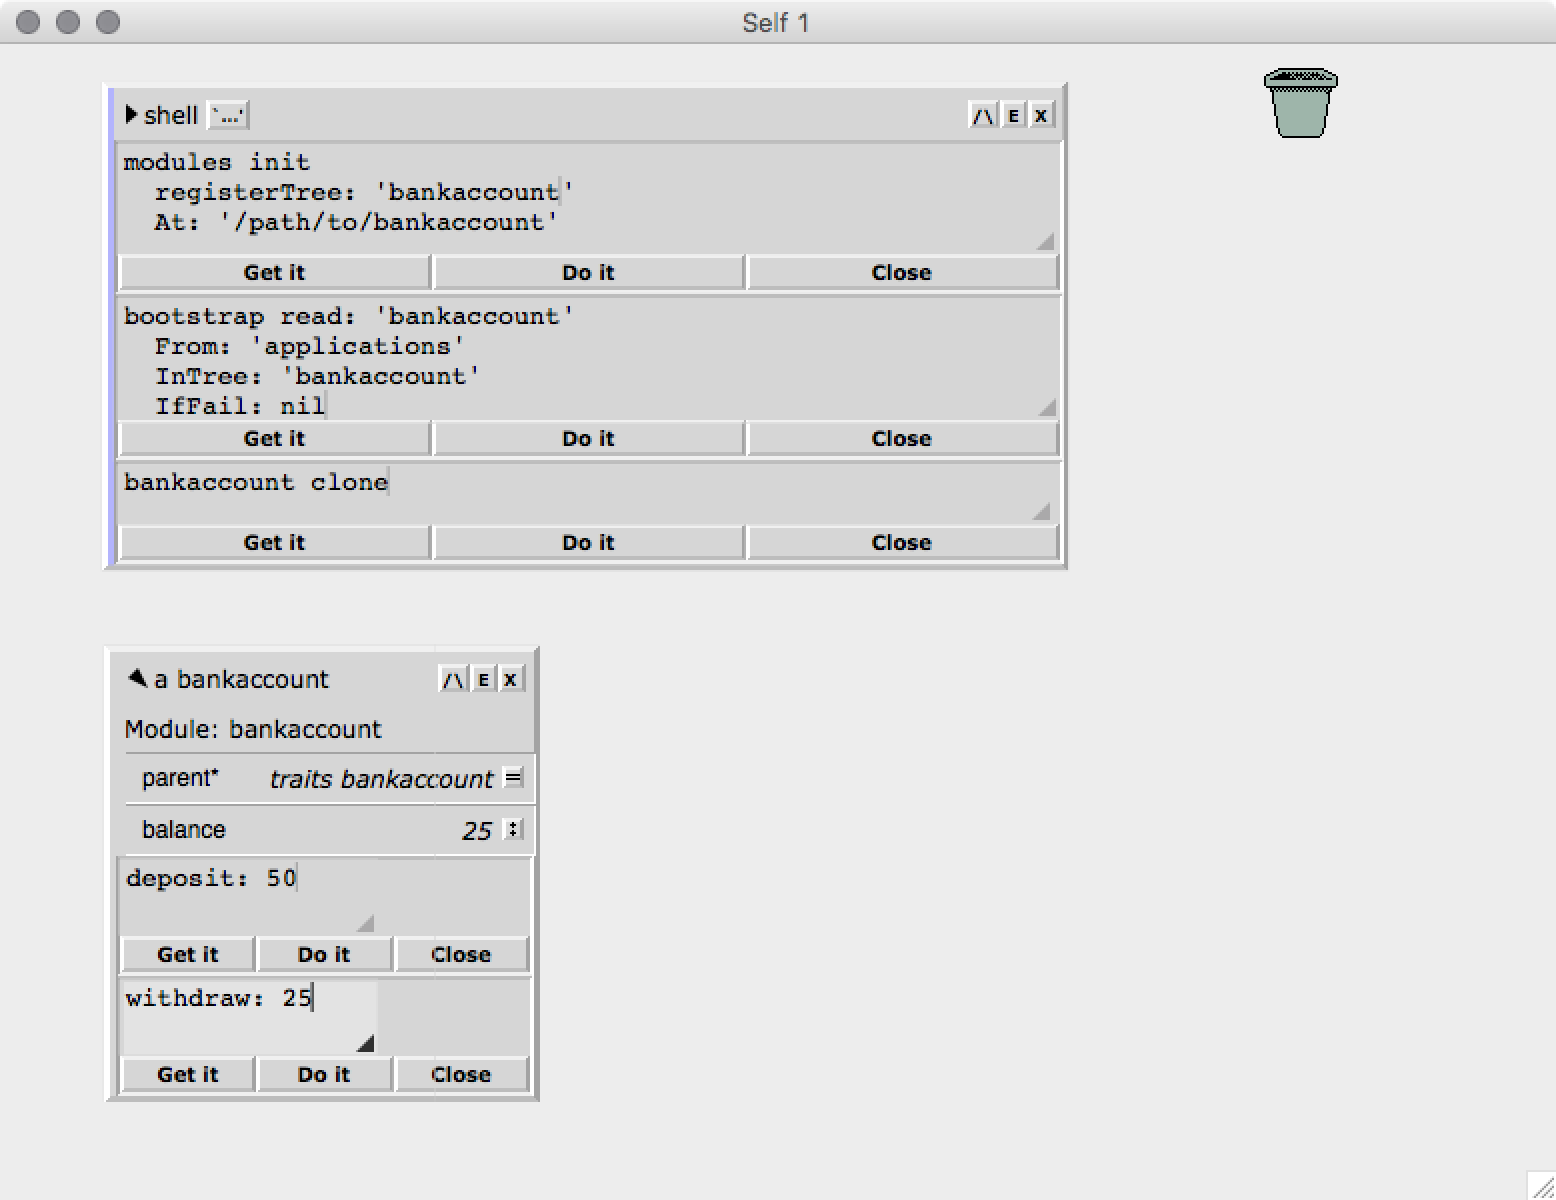 Self 1
shell `...' /\ E X
modules init
registerTree: 'bankaccount'
At: '/path/to/bankaccount'
Get it Do it Close
bootstrap read: 'bankaccount'
From: 'applications'
InTree: 'bankaccount'
IfFail: nil
Get it Do it Close
bankaccount clone
Get it Do it Close
a bankaccount /\ E X
Module: bankaccount
parent* traits bankaccount =
balance 25 :
deposit: 50
Get it Do it Close
withdraw: 25
Get it Do it Close